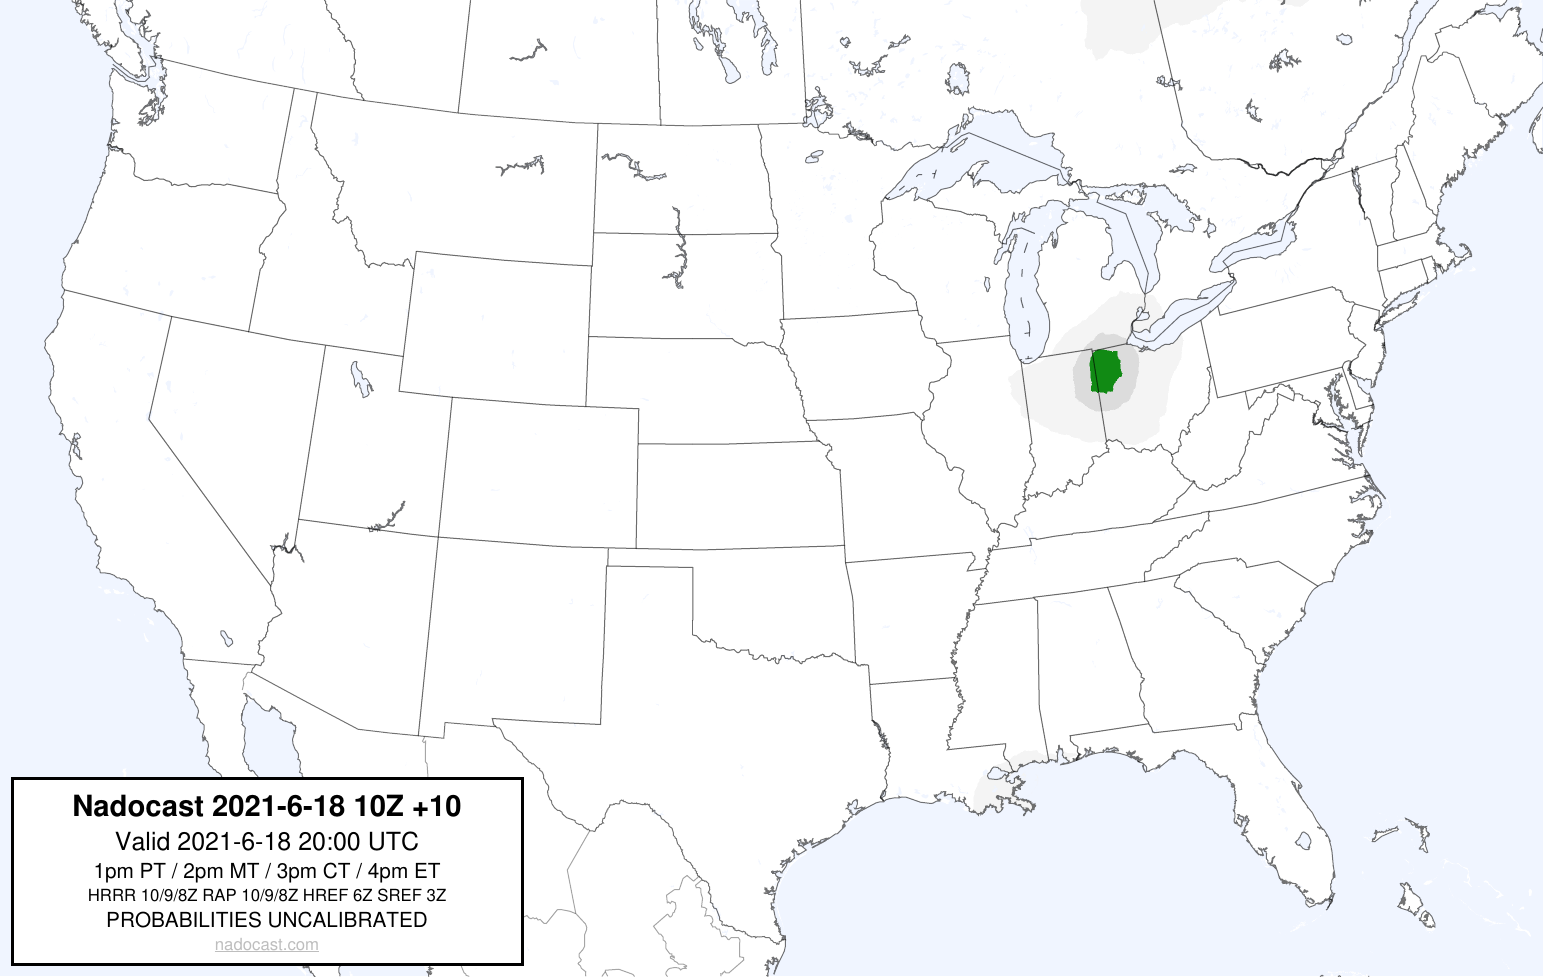 Nadocast 2021-6-18 10Z +10
Valid 2021-6-18 20:00 UTC
1pm PT / 2pm MT / 3pm CT / 4pm ET
HRRR 10/9/8Z RAP 10/9/8Z HREF 6Z SREF 3Z
PROBABILITIES UNCALIBRATED
nadocast.com